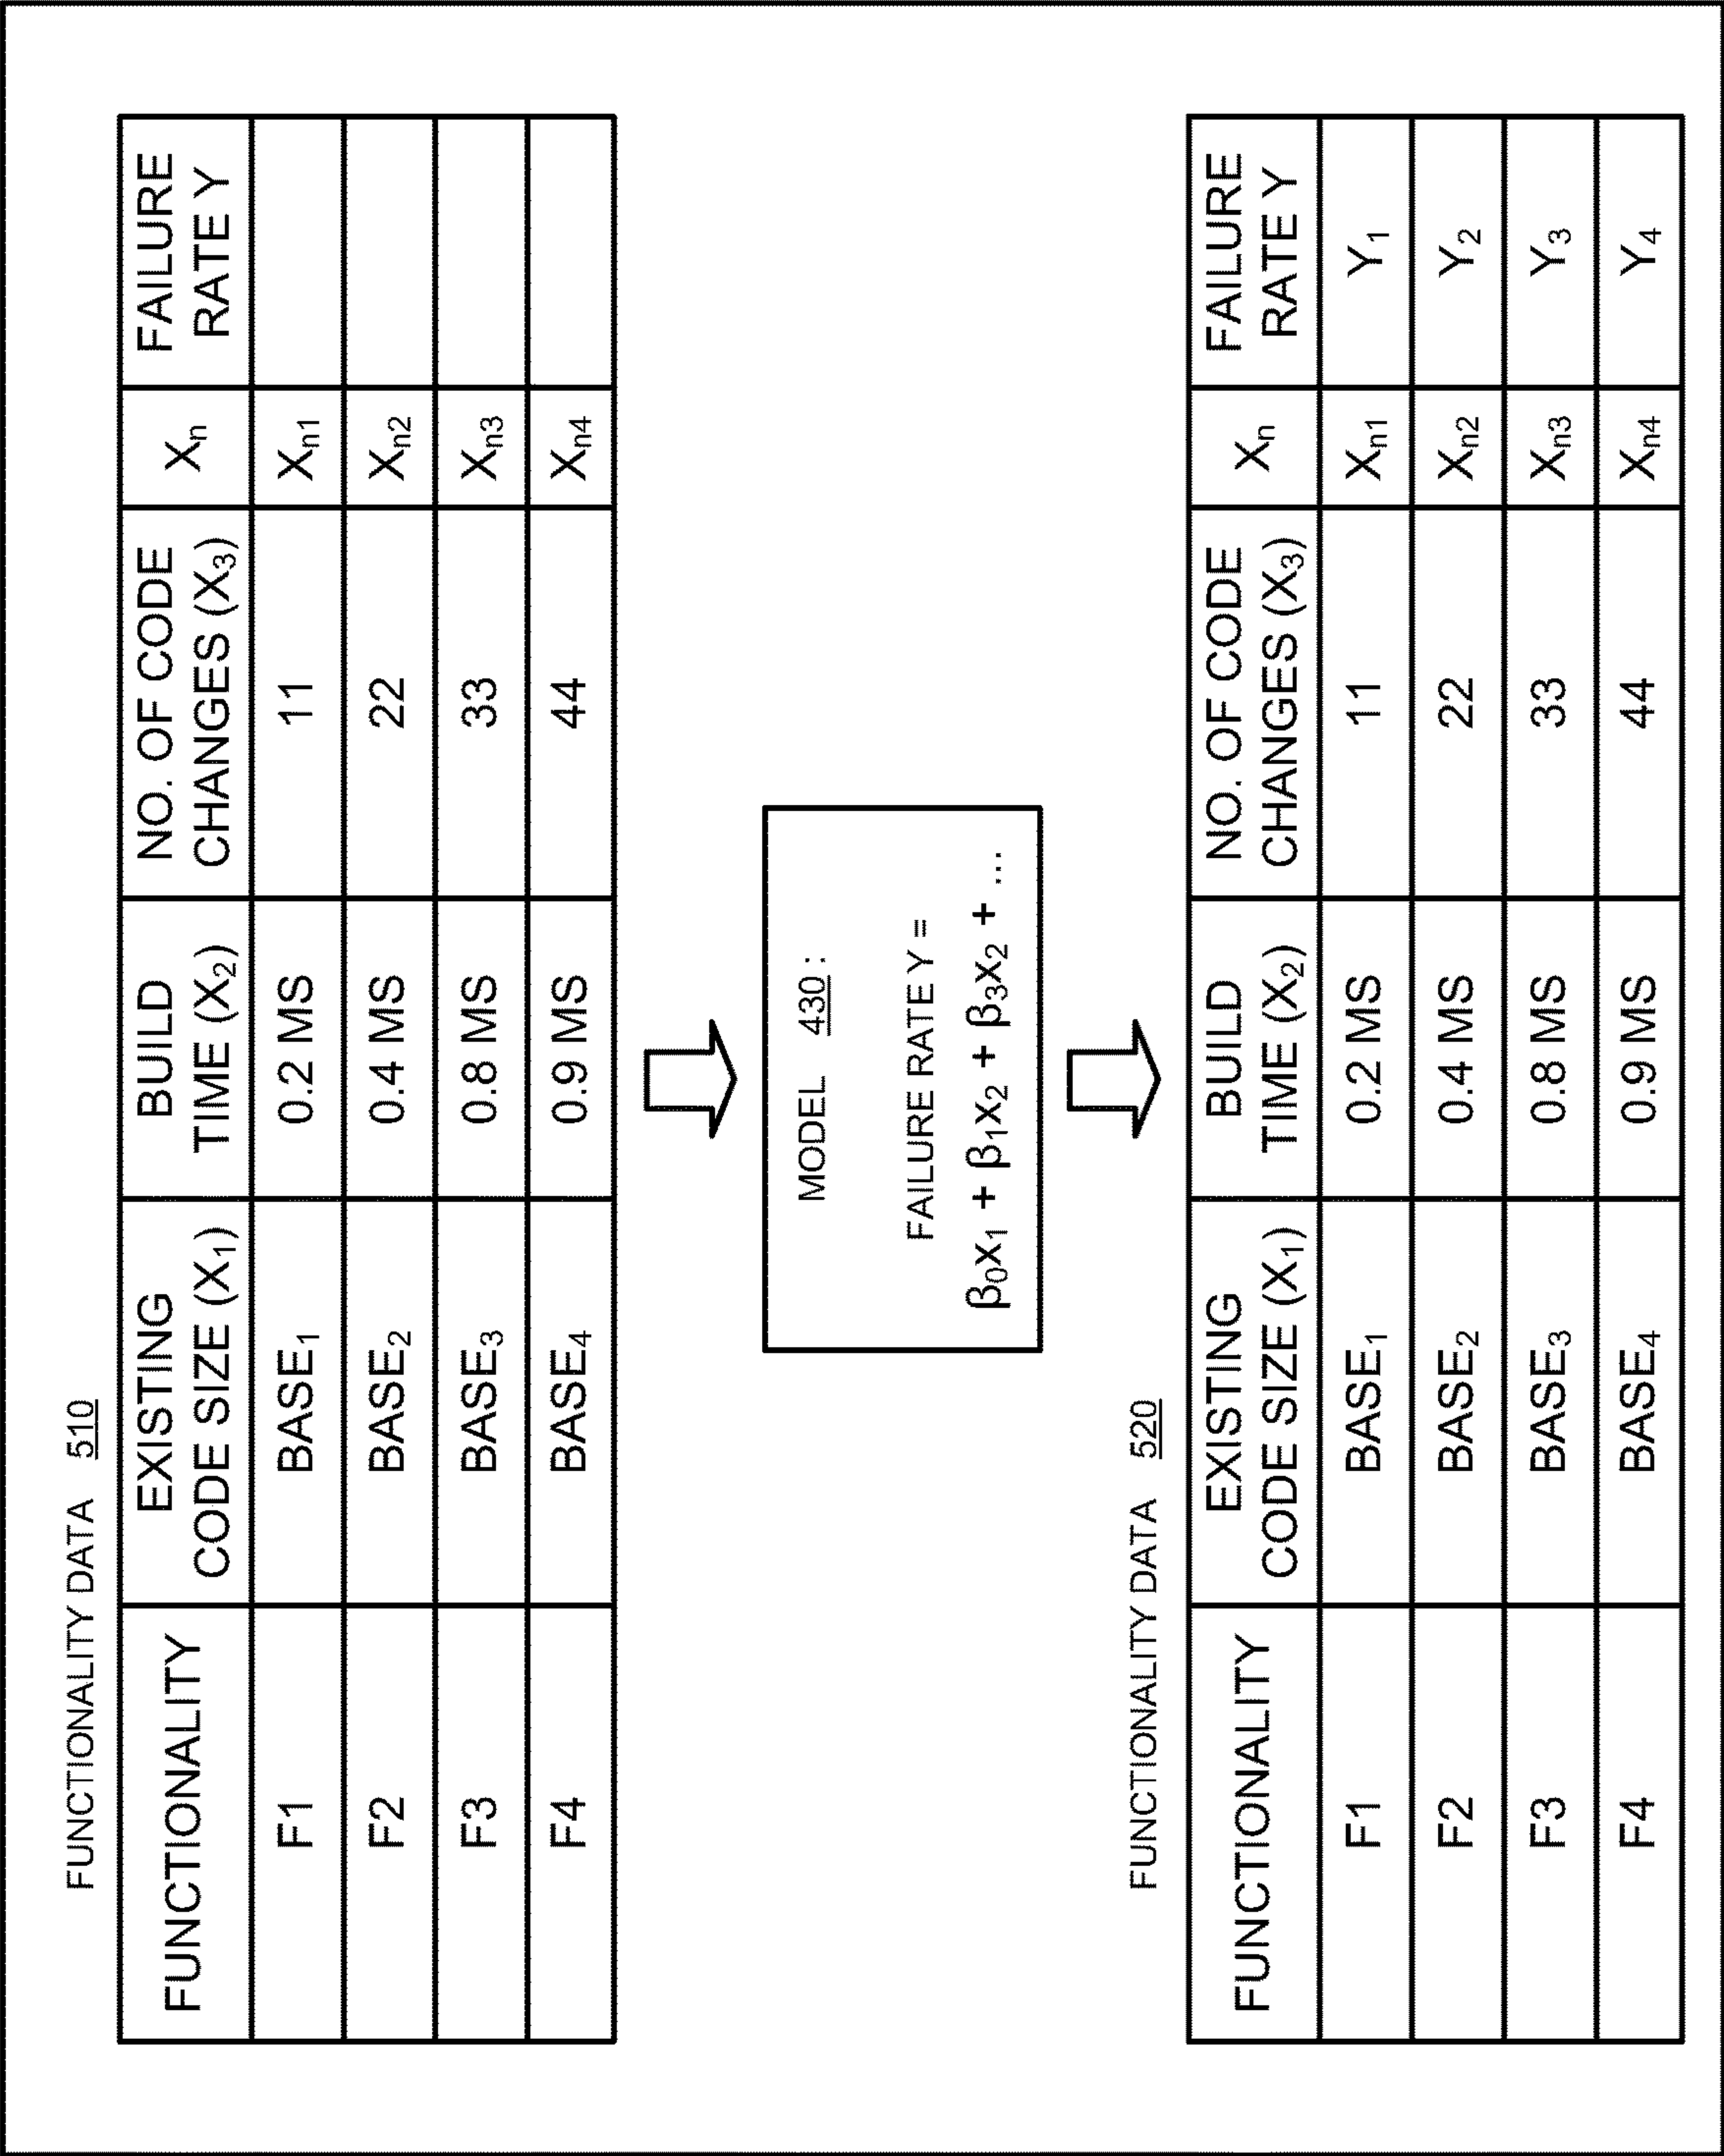 FUNCTIONALITY DATA 510
FUNCTIONALITY
EXISTING
CODE SIZE (X₁)
BUILD
TIME (X₂)
NO. OF CODE
CHANGES (X₃)
Xₙ
FAILURE
RATE Y
F1 BASE₁ 0.2 MS 11 Xₙ₁
F2 BASE₂ 0.4 MS 22 Xₙ₂
F3 BASE₃ 0.8 MS 33 Xₙ₃
F4 BASE₄ 0.9 MS 44 Xₙ₄
MODEL 430:
FAILURE RATE Y =
β₀x₁ + β₁x₂ + β₃x₂ + ...
FUNCTIONALITY DATA 520
FUNCTIONALITY
EXISTING
CODE SIZE (X₁)
BUILD
TIME (X₂)
NO. OF CODE
CHANGES (X₃)
Xₙ
FAILURE
RATE Y
F1 BASE₁ 0.2 MS 11 Xₙ₁ Y₁
F2 BASE₂ 0.4 MS 22 Xₙ₂ Y₂
F3 BASE₃ 0.8 MS 33 Xₙ₃ Y₃
F4 BASE₄ 0.9 MS 44 Xₙ₄ Y₄